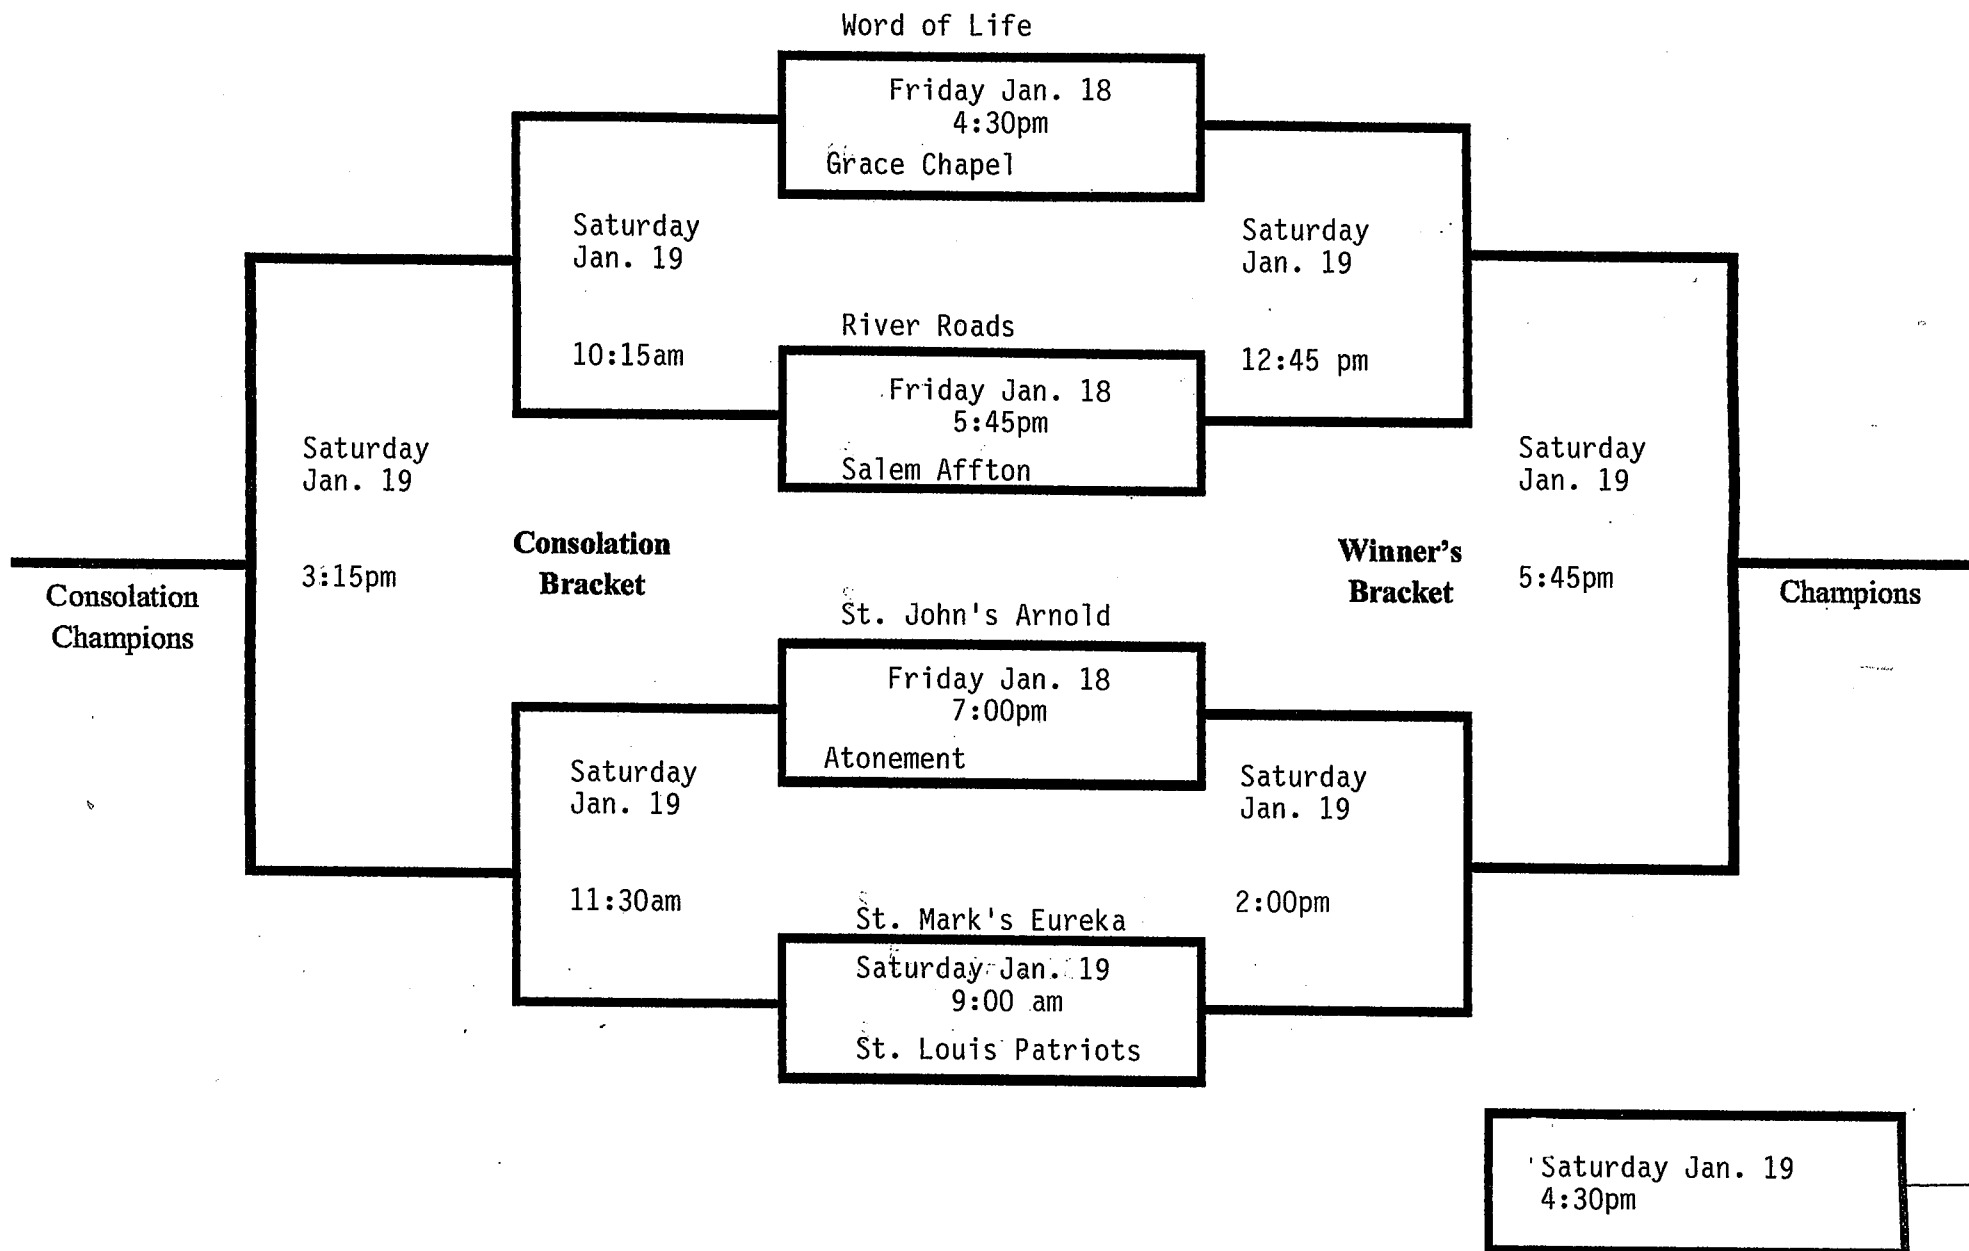 Word of Life
Friday Jan. 18
4:30pm
Grace Chapel
Saturday
Jan. 19
10:15am
Saturday
Jan. 19
12:45 pm
River Roads
Friday Jan. 18
5:45pm
Salem Affton
Saturday
Jan. 19
3:15pm
Consolation
Bracket
Winner's
Bracket
Saturday
Jan. 19
5:45pm
Consolation
Champions
Champions
St. John's Arnold
Friday Jan. 18
7:00pm
Atonement
Saturday
Jan. 19
11:30am
Saturday
Jan. 19
2:00pm
St. Mark's Eureka
Saturday Jan. 19
9:00 am
St. Louis Patriots
Saturday Jan. 19
4:30pm